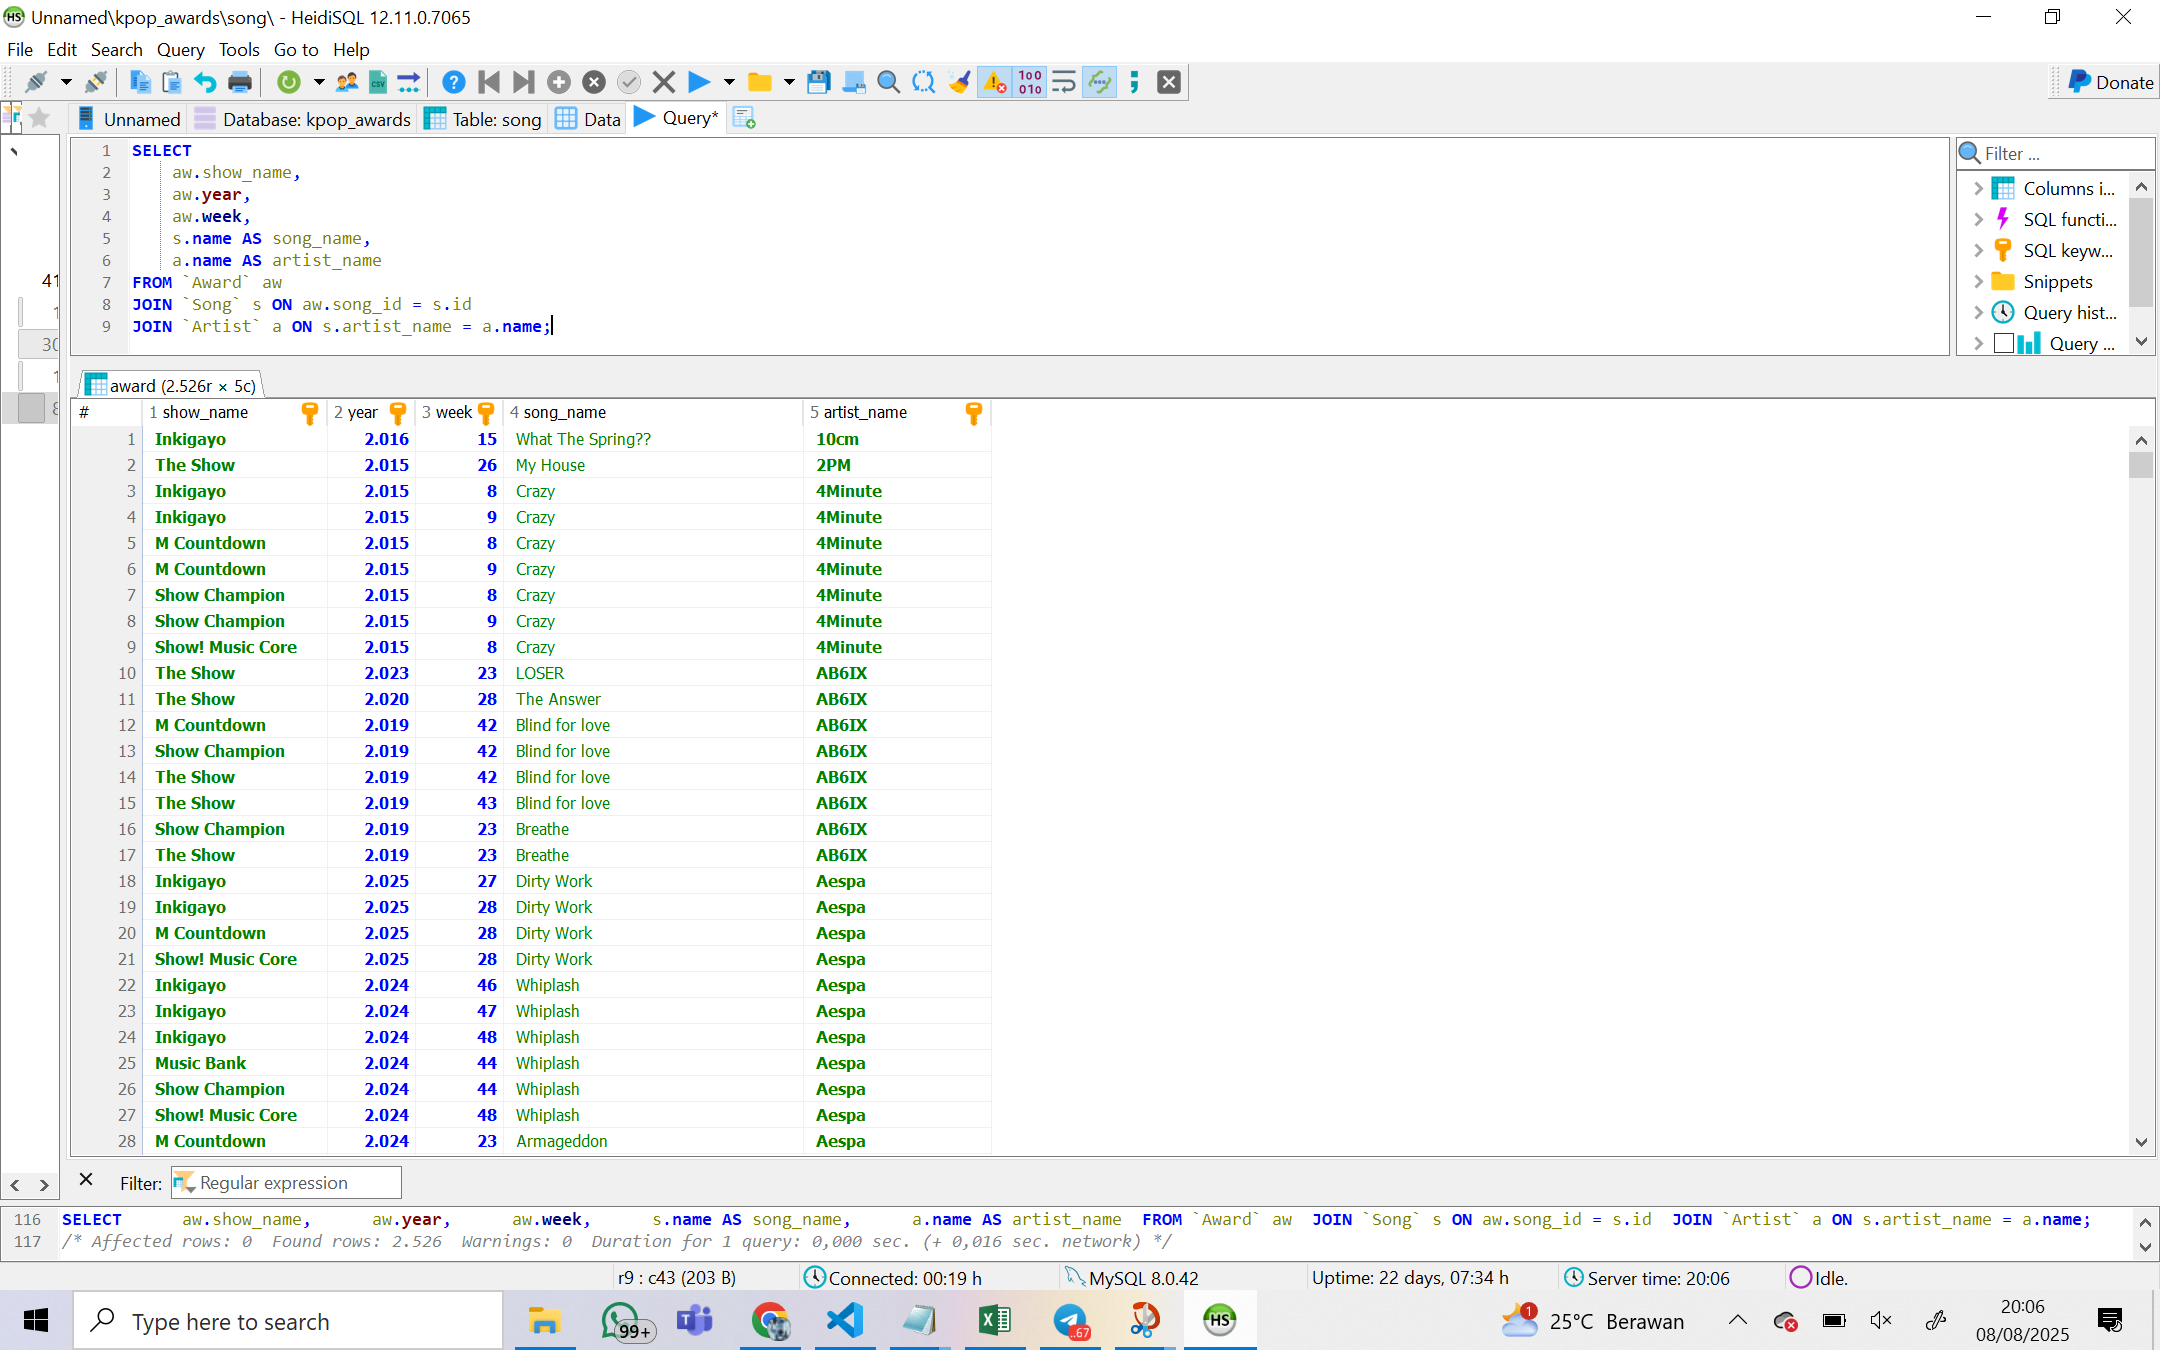 Unnamed\kpop_awards\song\ - HeidiSQL 12.11.0.7065
File Edit Search Query Tools Go to Help
Donate
Unnamed Database: kpop_awards Table: song Data Query*
1 SELECT
2 aw.show_name,
3 aw.year,
4 aw.week,
5 s.name AS song_name,
6 a.name AS artist_name
7 FROM `Award` aw
8 JOIN `Song` s ON aw.song_id = s.id
9 JOIN `Artist` a ON s.artist_name = a.name;
Filter ...
Columns i...
SQL functi...
SQL keyw...
Snippets
Query hist...
Query ...
41
1
30
1
8
award (2.526r × 5c)
# 1 show_name 2 year 3 week 4 song_name 5 artist_name
1 Inkigayo 2.016 15 What The Spring?? 10cm
2 The Show 2.015 26 My House 2PM
3 Inkigayo 2.015 8 Crazy 4Minute
4 Inkigayo 2.015 9 Crazy 4Minute
5 M Countdown 2.015 8 Crazy 4Minute
6 M Countdown 2.015 9 Crazy 4Minute
7 Show Champion 2.015 8 Crazy 4Minute
8 Show Champion 2.015 9 Crazy 4Minute
9 Show! Music Core 2.015 8 Crazy 4Minute
10 The Show 2.023 23 LOSER AB6IX
11 The Show 2.020 28 The Answer AB6IX
12 M Countdown 2.019 42 Blind for love AB6IX
13 Show Champion 2.019 42 Blind for love AB6IX
14 The Show 2.019 42 Blind for love AB6IX
15 The Show 2.019 43 Blind for love AB6IX
16 Show Champion 2.019 23 Breathe AB6IX
17 The Show 2.019 23 Breathe AB6IX
18 Inkigayo 2.025 27 Dirty Work Aespa
19 Inkigayo 2.025 28 Dirty Work Aespa
20 M Countdown 2.025 28 Dirty Work Aespa
21 Show! Music Core 2.025 28 Dirty Work Aespa
22 Inkigayo 2.024 46 Whiplash Aespa
23 Inkigayo 2.024 47 Whiplash Aespa
24 Inkigayo 2.024 48 Whiplash Aespa
25 Music Bank 2.024 44 Whiplash Aespa
26 Show Champion 2.024 44 Whiplash Aespa
27 Show! Music Core 2.024 48 Whiplash Aespa
28 M Countdown 2.024 23 Armageddon Aespa
Filter: Regular expression
116 SELECT aw.show_name, aw.year, aw.week, s.name AS song_name, a.name AS artist_name FROM `Award` aw JOIN `Song` s ON aw.song_id = s.id JOIN `Artist` a ON s.artist_name = a.name;
117 /* Affected rows: 0 Found rows: 2.526 Warnings: 0 Duration for 1 query: 0,000 sec. (+ 0,016 sec. network) */
r9 : c43 (203 B) Connected: 00:19 h MySQL 8.0.42 Uptime: 22 days, 07:34 h Server time: 20:06 Idle.
Type here to search
99+
..67
HS
1
25°C Berawan
20:06
08/08/2025